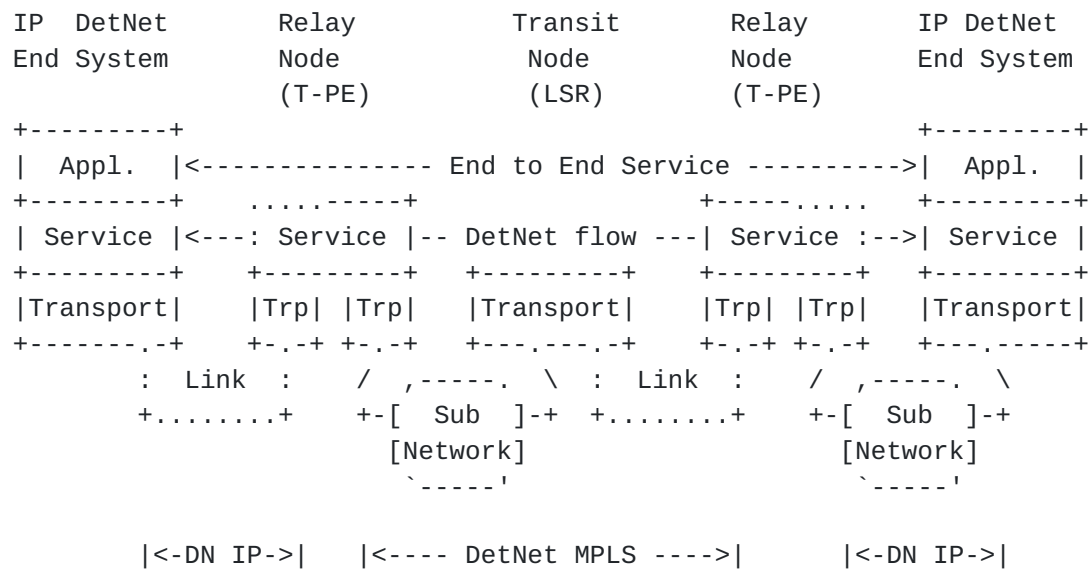 IP  DetNet       Relay            Transit         Relay         IP DetNet
End System       Node              Node           Node          End System
                 (T-PE)            (LSR)          (T-PE)
+---------+                                               +---------+
|  Appl.  |<--------------- End to End Service ---------->|  Appl.  |
+---------+    .....-----+                  +-----.....   +---------+
| Service |<---: Service |-- DetNet flow ---| Service :-->| Service |
+---------+    +---------+   +---------+    +---------+   +---------+
|Transport|    |Trp| |Trp|   |Transport|    |Trp| |Trp|   |Transport|
+-------.-+    +-.-+ +-.-+   +---.---.-+    +-.-+ +-.-+   +---.-----+
        :  Link  :    /  ,-----.  \  :  Link  :    /  ,-----.  \
        +........+    +-[  Sub  ]-+  +........+    +-[  Sub  ]-+
                        [Network]                    [Network]
                         `-----'                      `-----'

        |<-DN IP->|   |<---- DetNet MPLS ---->|      |<-DN IP->|